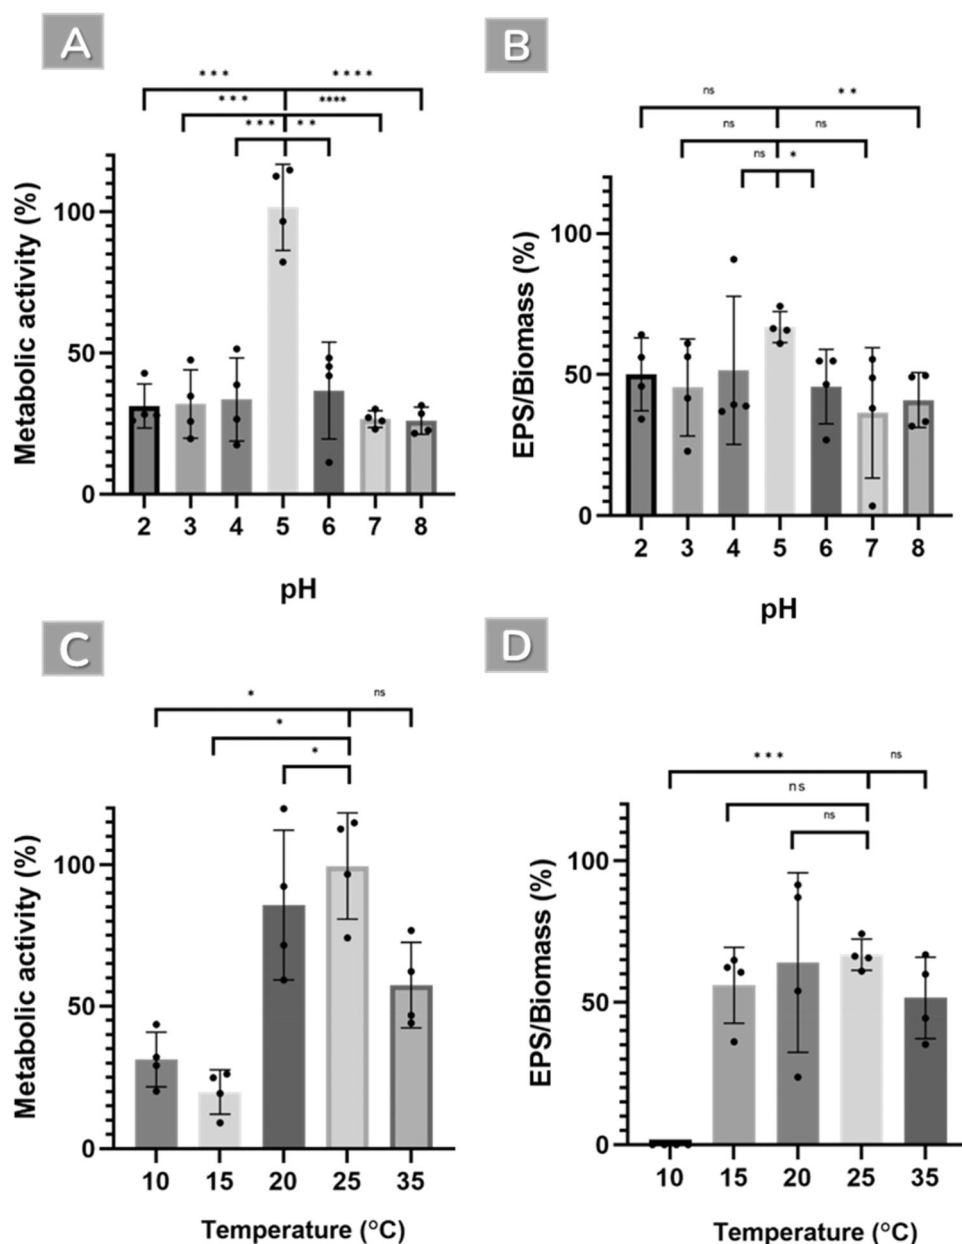 A
*** ****
*** ****
*** **
Metabolic activity (%)
100
50
0
2 3 4 5 6 7 8
pH
B
ns **
ns ns
ns *
EPS/Biomass (%)
100
50
0
2 3 4 5 6 7 8
pH
C
* ns
*
*
Metabolic activity (%)
100
50
0
10 15 20 25 35
Temperature (°C)
D
*** ns
ns
ns
EPS/Biomass (%)
100
50
0
10 15 20 25 35
Temperature (°C)